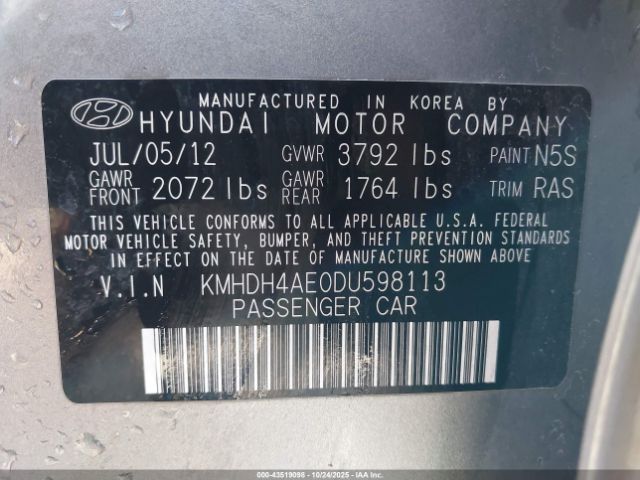 MANUFACTURED IN KOREA BY
HYUNDAI MOTOR COMPANY
JUL/05/12 GVWR 3792 lbs PAINT N5S
GAWR FRONT 2072 lbs GAWR REAR 1764 lbs TRIM RAS
THIS VEHICLE CONFORMS TO ALL APPLICABLE U.S.A. FEDERAL
MOTOR VEHICLE SAFETY, BUMPER, AND THEFT PREVENTION STANDARDS
IN EFFECT ON THE DATE OF MANUFACTURE SHOWN ABOVE
V.I.N KMHDH4AE0DU598113
PASSENGER CAR
000-43519098 - 10/24/2025 - IAAI.COM